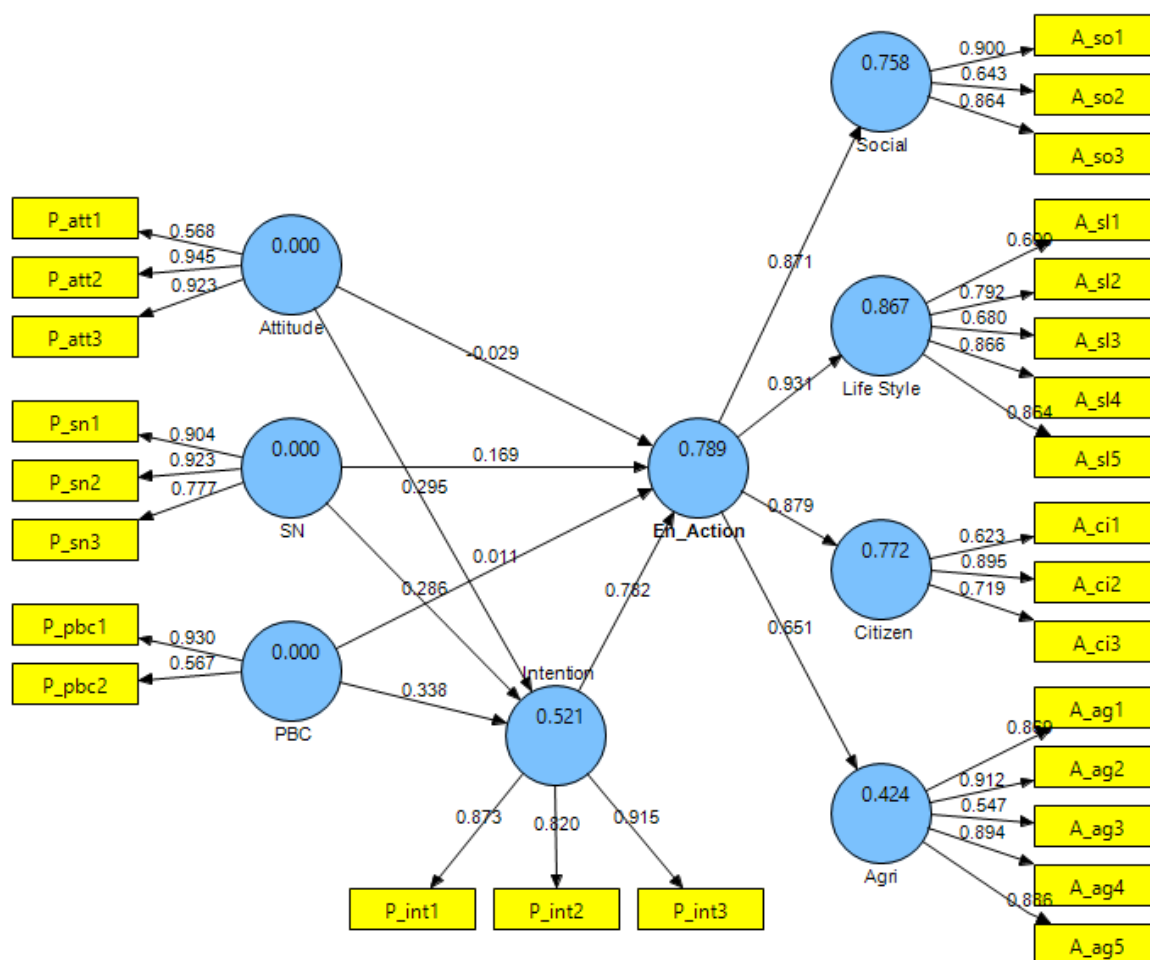 A_so1
0.900
0.758
0.643
A_so2
0.864
Social
A_so3
P_att1
0.568
0.000
0.945
P_att2
0.923
Attitude
P_att3
0.871
A_sl1
0.792
A_sl2
0.867
0.680
A_sl3
0.866
Life Style
A_sl4
A_sl5
-0.029
0.931
P_sn1
0.904
0.000
0.923
P_sn2
0.777
SN
P_sn3
0.169
0.295
0.789
En_Action
0.879
A_ci1
0.623
0.772
0.895
A_ci2
0.719
Citizen
A_ci3
0.011
0.286
0.782
0.651
P_pbc1
0.930
0.000
0.567
P_pbc2
PBC
0.338
Intention
0.521
0.873
0.820
0.915
P_int1
P_int2
P_int3
A_ag1
0.869
0.912
A_ag2
0.424
0.547
A_ag3
0.894
Agri
A_ag4
A_ag5